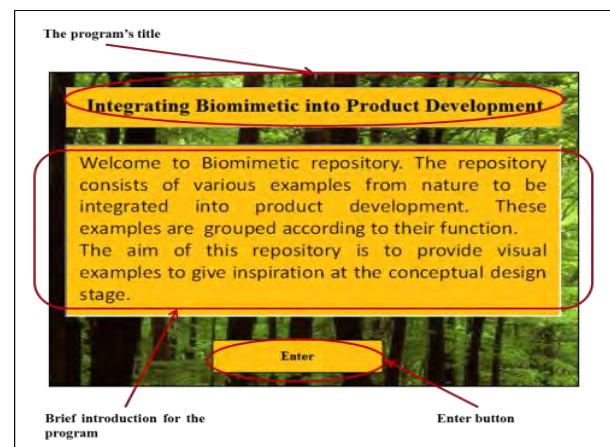 The program's title
Integrating Biomimetic into Product Development
Welcome to Biomimetic repository. The repository
consists of various examples from nature to be
integrated into product development. These
examples are grouped according to their function.
The aim of this repository is to provide visual
examples to give inspiration at the conceptual design
stage.
Enter
Brief introduction for the
program
Enter button